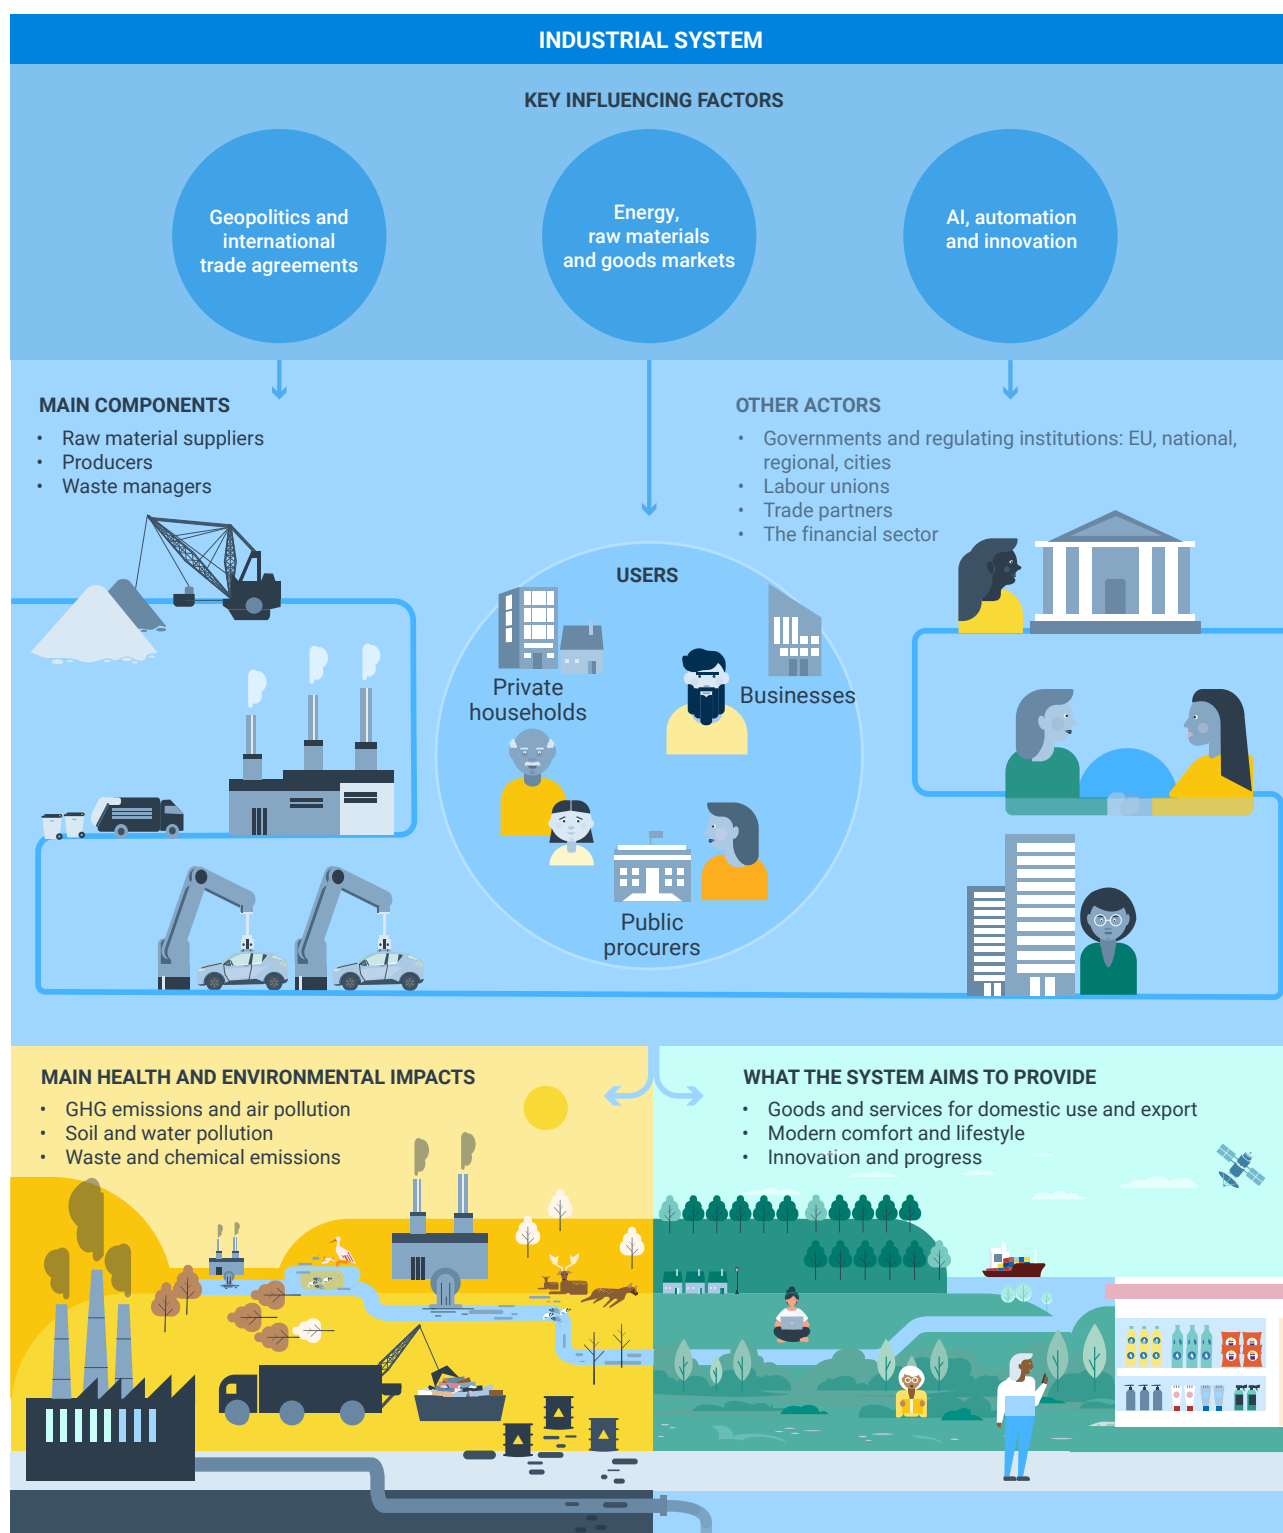 INDUSTRIAL SYSTEM
KEY INFLUENCING FACTORS
Geopolitics and
international
trade agreements
Energy,
raw materials
and goods markets
AI, automation
and innovation
MAIN COMPONENTS
• Raw material suppliers
• Producers
• Waste managers
OTHER ACTORS
• Governments and regulating institutions: EU, national,
regional, cities
• Labour unions
• Trade partners
• The financial sector
USERS
Private
households
Businesses
Public
procurers
MAIN HEALTH AND ENVIRONMENTAL IMPACTS
• GHG emissions and air pollution
• Soil and water pollution
• Waste and chemical emissions
WHAT THE SYSTEM AIMS TO PROVIDE
• Goods and services for domestic use and export
• Modern comfort and lifestyle
• Innovation and progress